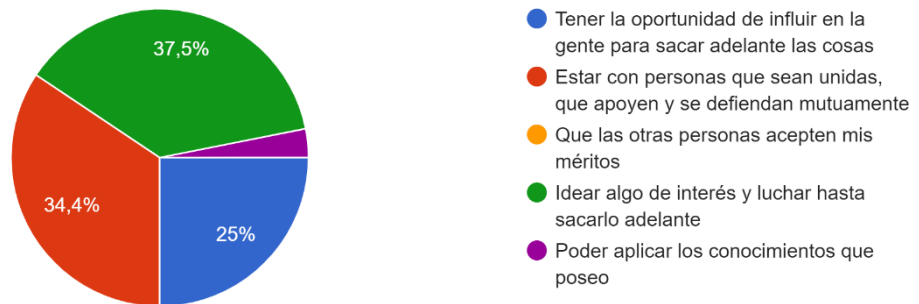 37,5%
34,4%
25%
Tener la oportunidad de influir en la
gente para sacar adelante las cosas
Estar con personas que sean unidas,
que apoyen y se defiendan mutuamente
Que las otras personas acepten mis
méritos
Idear algo de interés y luchar hasta
sacarlo adelante
Poder aplicar los conocimientos que
poseo